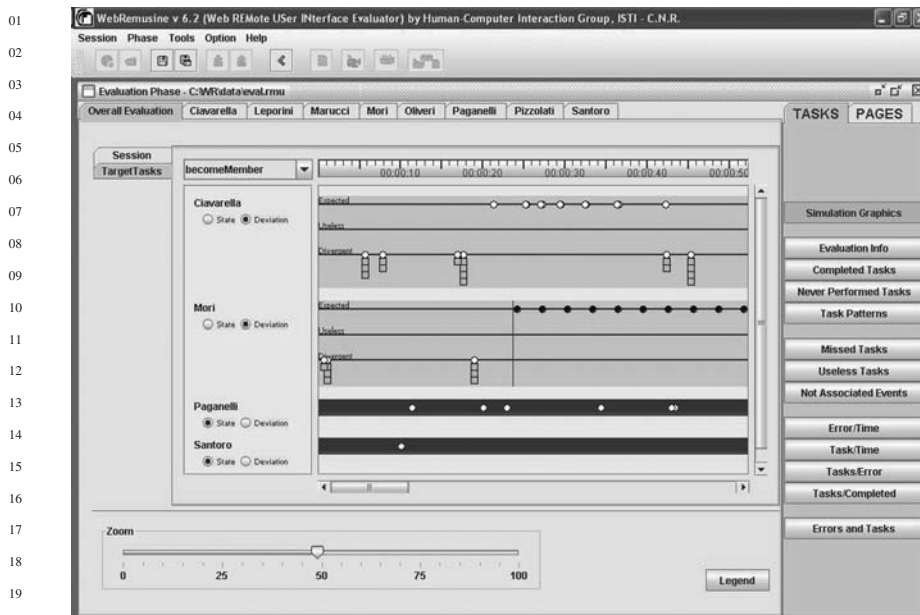 01
02
03
04
05
06
07
08
09
10
11
12
13
14
15
16
17
18
19
WebRemusine v 6.2 (Web REMote USer INterface Evaluator) by Human-Computer Interaction Group, ISTI - C.N.R.
Session Phase Tools Option Help
Evaluation Phase - C:\WR\data\eval.rmu
Overall Evaluation Ciavarella Leporini Marucci Mori Oliveri Paganelli Pizzolati Santoro
TASKS PAGES
Session
TargetTasks
becomeMember
00:00:10 00:00:20 00:00:30 00:00:40 00:00:50
Ciavarella
State Deviation
Expected
Useless
Divergent
Mori
State Deviation
Expected
Useless
Divergent
Paganelli
State Deviation
Santoro
State Deviation
Simulation Graphics
Evaluation Info
Completed Tasks
Never Performed Tasks
Task Patterns
Missed Tasks
Useless Tasks
Not Associated Events
Error/Time
Task/Time
Tasks/Error
Tasks/Completed
Errors and Tasks
Zoom
0 25 50 75 100
Legend